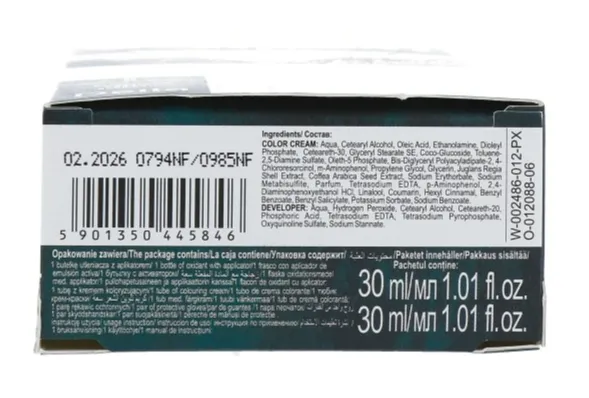 Ingredients/ Состав:
COLOR CREAM: Aqua, Cetearyl Alcohol, Oleic Acid, Ethanolamine, Dioleyl
Phosphate, Ceteareth-30, Glyceryl Stearate SE, Coco-Glucoside, Toluene-
2,5-Diamine Sulfate, Oleth-5 Phosphate, Bis-Diglyceryl Polyacyladipate-2, 4-
Chlororesorcinol, m-Aminophenol, Propylene Glycol, Glycerin, Juglans Regia
Shell Extract, Coffea Arabica Seed Extract, Sodium Erythorbate, Sodium
Metabisulfite, Parfum, Tetrasodium EDTA, p-Aminophenol, 2,4-
Diaminophenoxyethanol HCl, Linalool, Coumarin, Hexyl Cinnamal, Benzyl
Benzoate, Benzyl Salicylate, Potassium Sorbate, Sodium Benzoate.
DEVELOPER: Aqua, Hydrogen Peroxide, Cetearyl Alcohol, Ceteareth-20,
Phosphoric Acid, Tetrasodium EDTA, Tetrasodium Pyrophosphate,
Oxyquinoline Sulfate, Sodium Stannate.
02.2026 0794NF/0985NF
5 901350 445846
W-002486-012-PX
O-012088-06
Opakowanie zawiera/The package contains/La caja contiene/Упаковка содержит/ محتويات العلبة /Paketet innehåller/Pakkaus sisältää/
Pachetul conține:
30 ml/мл 1.01 fl.oz.
30 ml/мл 1.01 fl.oz.